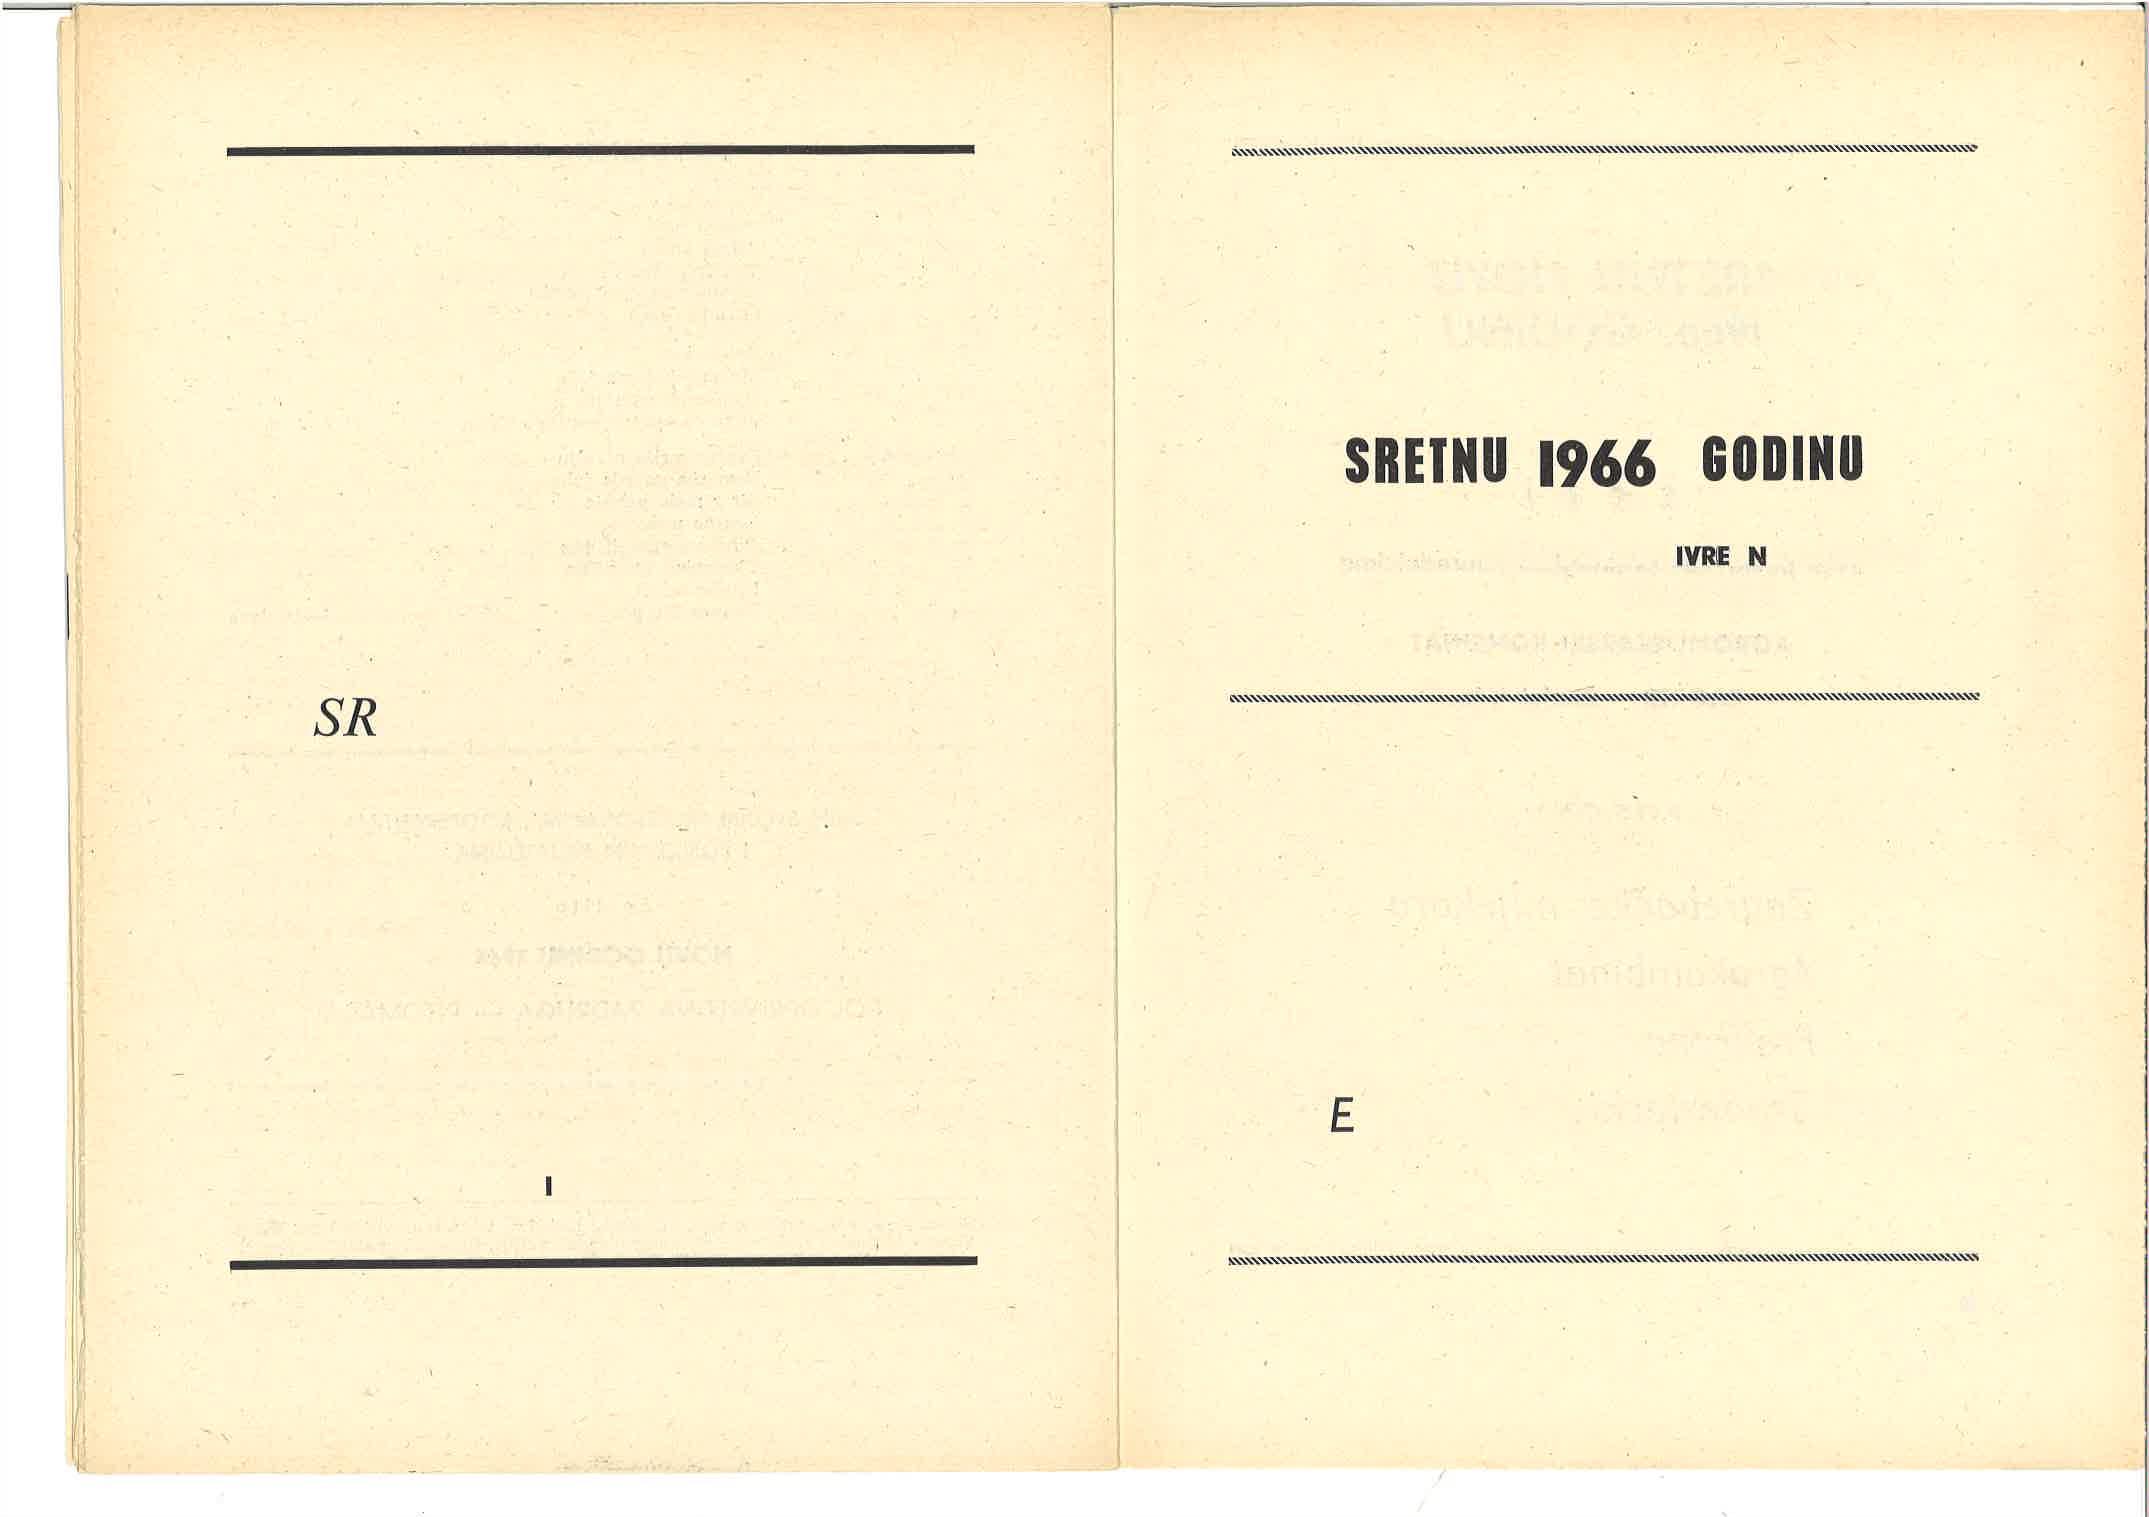 SR
I
SRETNU 1966 GODINU
IVRE N
E